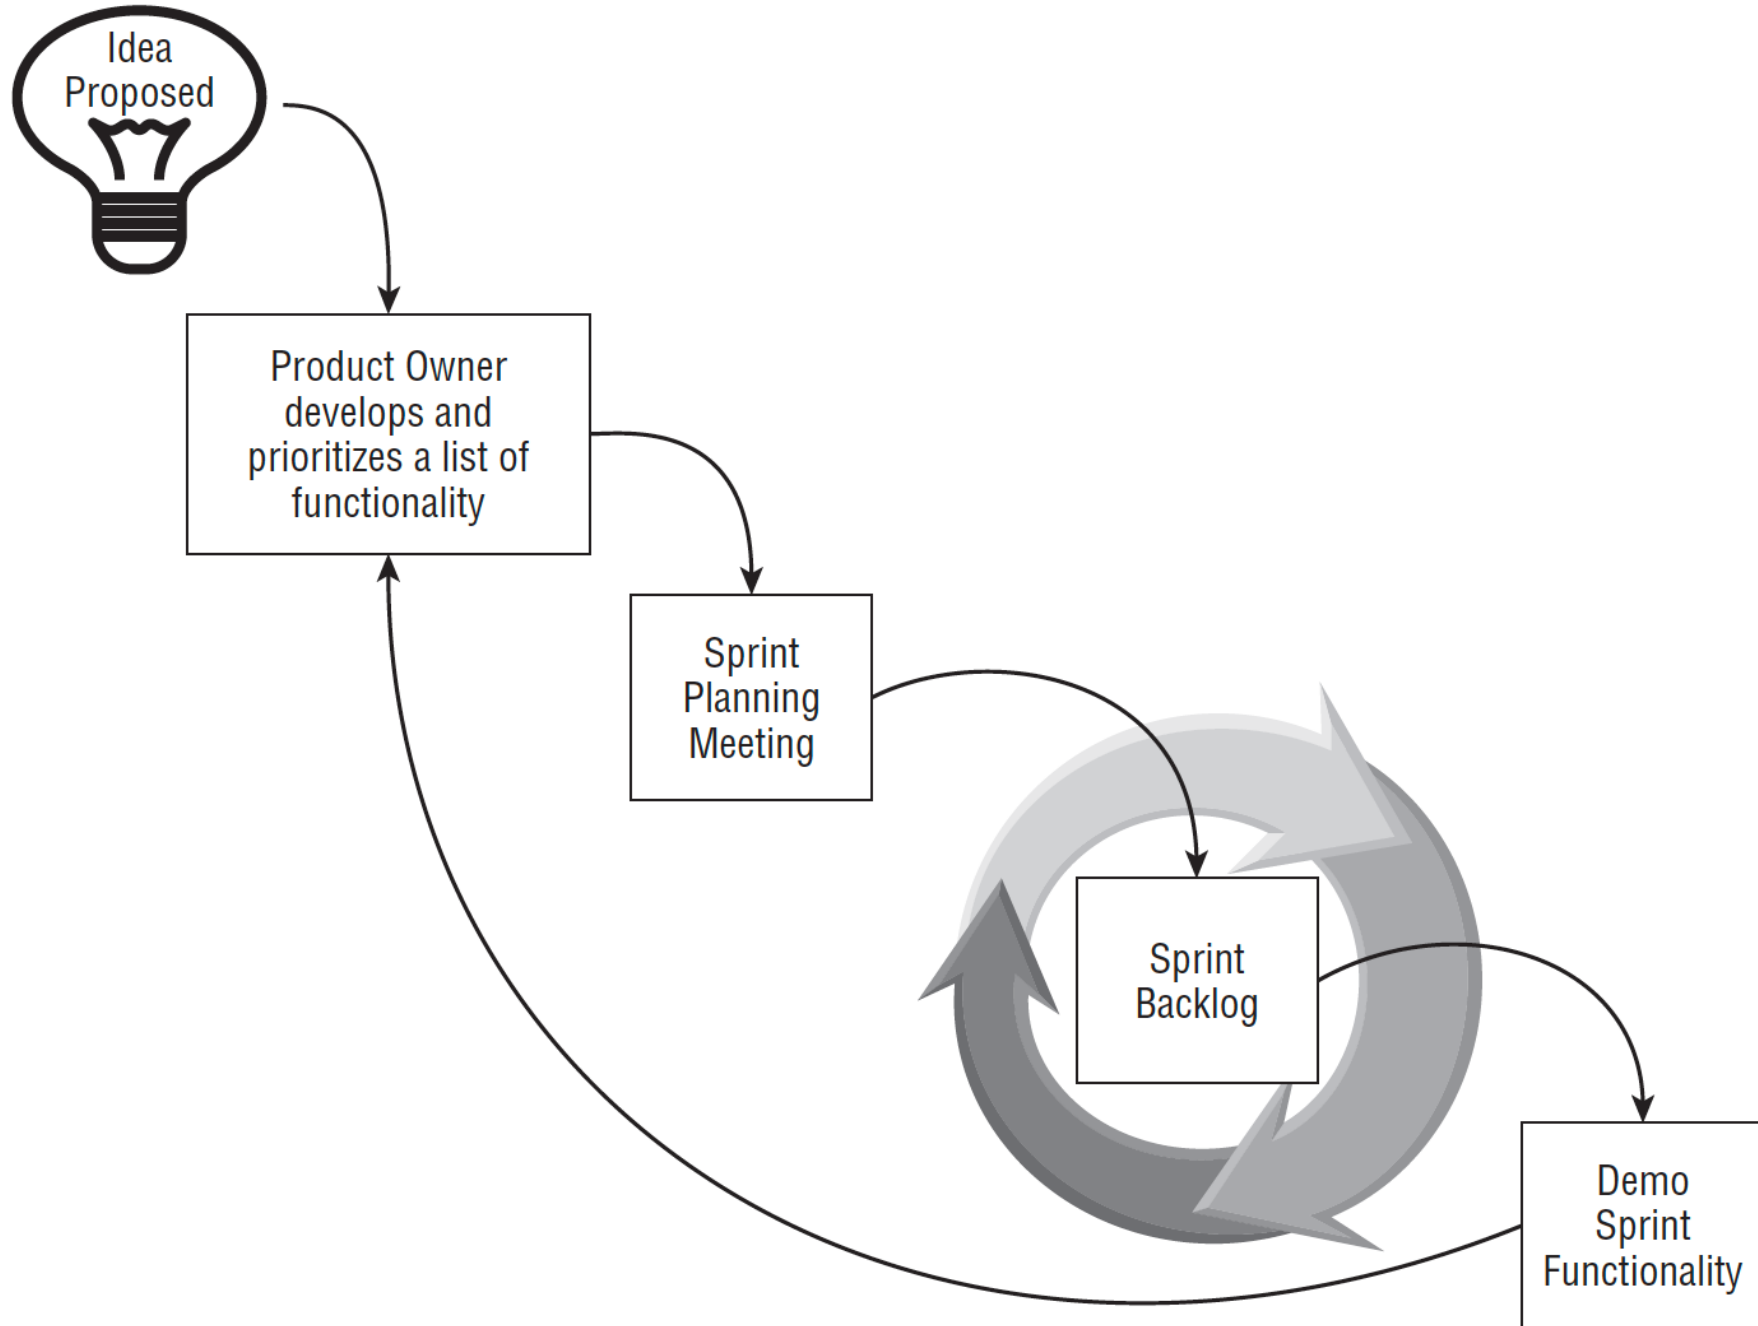 Idea
Proposed
Product Owner
develops and
prioritizes a list of
functionality
Sprint
Planning
Meeting
Sprint
Backlog
Demo
Sprint
Functionality